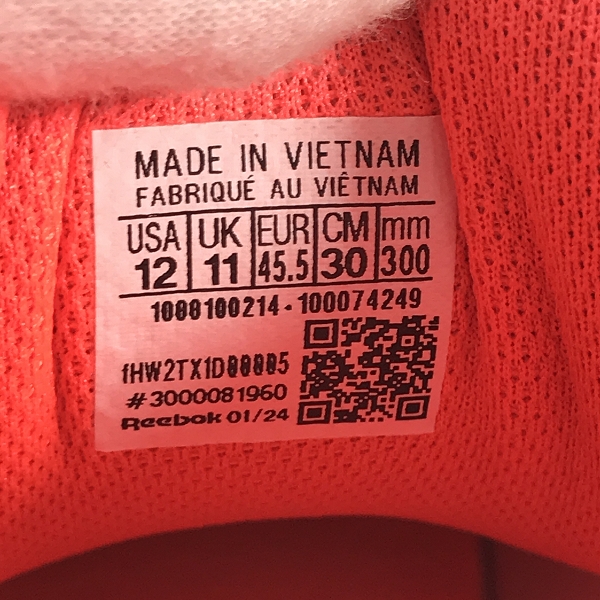 MADE IN VIETNAM
FABRIQUÉ AU VIÊTNAM
USA UK EUR CM mm
12 11 45.5 30 300
1000100214-100074249
#3000081960
Reebok 01/24